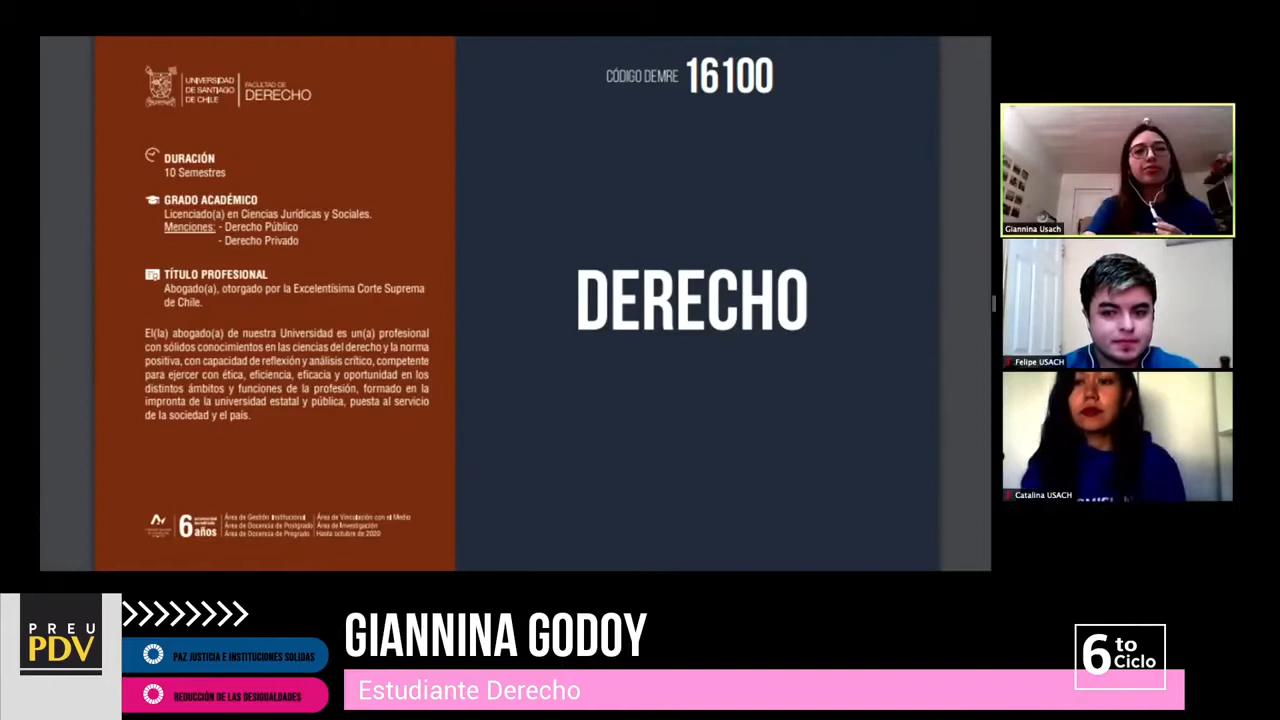 UNIVERSIDAD
DE SANTIAGO
DE CHILE
FACULTAD DE
DERECHO
DURACIÓN
10 Semestres
GRADO ACADÉMICO
Licenciado(a) en Ciencias Jurídicas y Sociales.
Menciones: - Derecho Público
- Derecho Privado
TÍTULO PROFESIONAL
Abogado(a), otorgado por la Excelentísima Corte Suprema
de Chile.
El(la) abogado(a) de nuestra Universidad es un(a) profesional
con sólidos conocimientos en las ciencias del derecho y la norma
positiva, con capacidad de reflexión y análisis crítico, competente
para ejercer con ética, eficiencia, eficacia y oportunidad en los
distintos ámbitos y funciones de la profesión, formado en la
impronta de la universidad estatal y pública, puesta al servicio
de la sociedad y el país.
6 años
Área de Gestión Institucional
Área de Docencia de Postgrado
Área de Docencia de Pregrado
Área de Vinculación con el Medio
Área de Investigación
Hasta octubre de 2020
CÓDIGO DEMRE 16100
DERECHO
Giannina Usach
Felipe USACH
Catalina USACH
PREU
PDV
PAZ JUSTICIA E INSTITUCIONES SOLIDAS
REDUCCIÓN DE LAS DESIGUALDADES
GIANNINA GODOY
Estudiante Derecho
6to
Ciclo